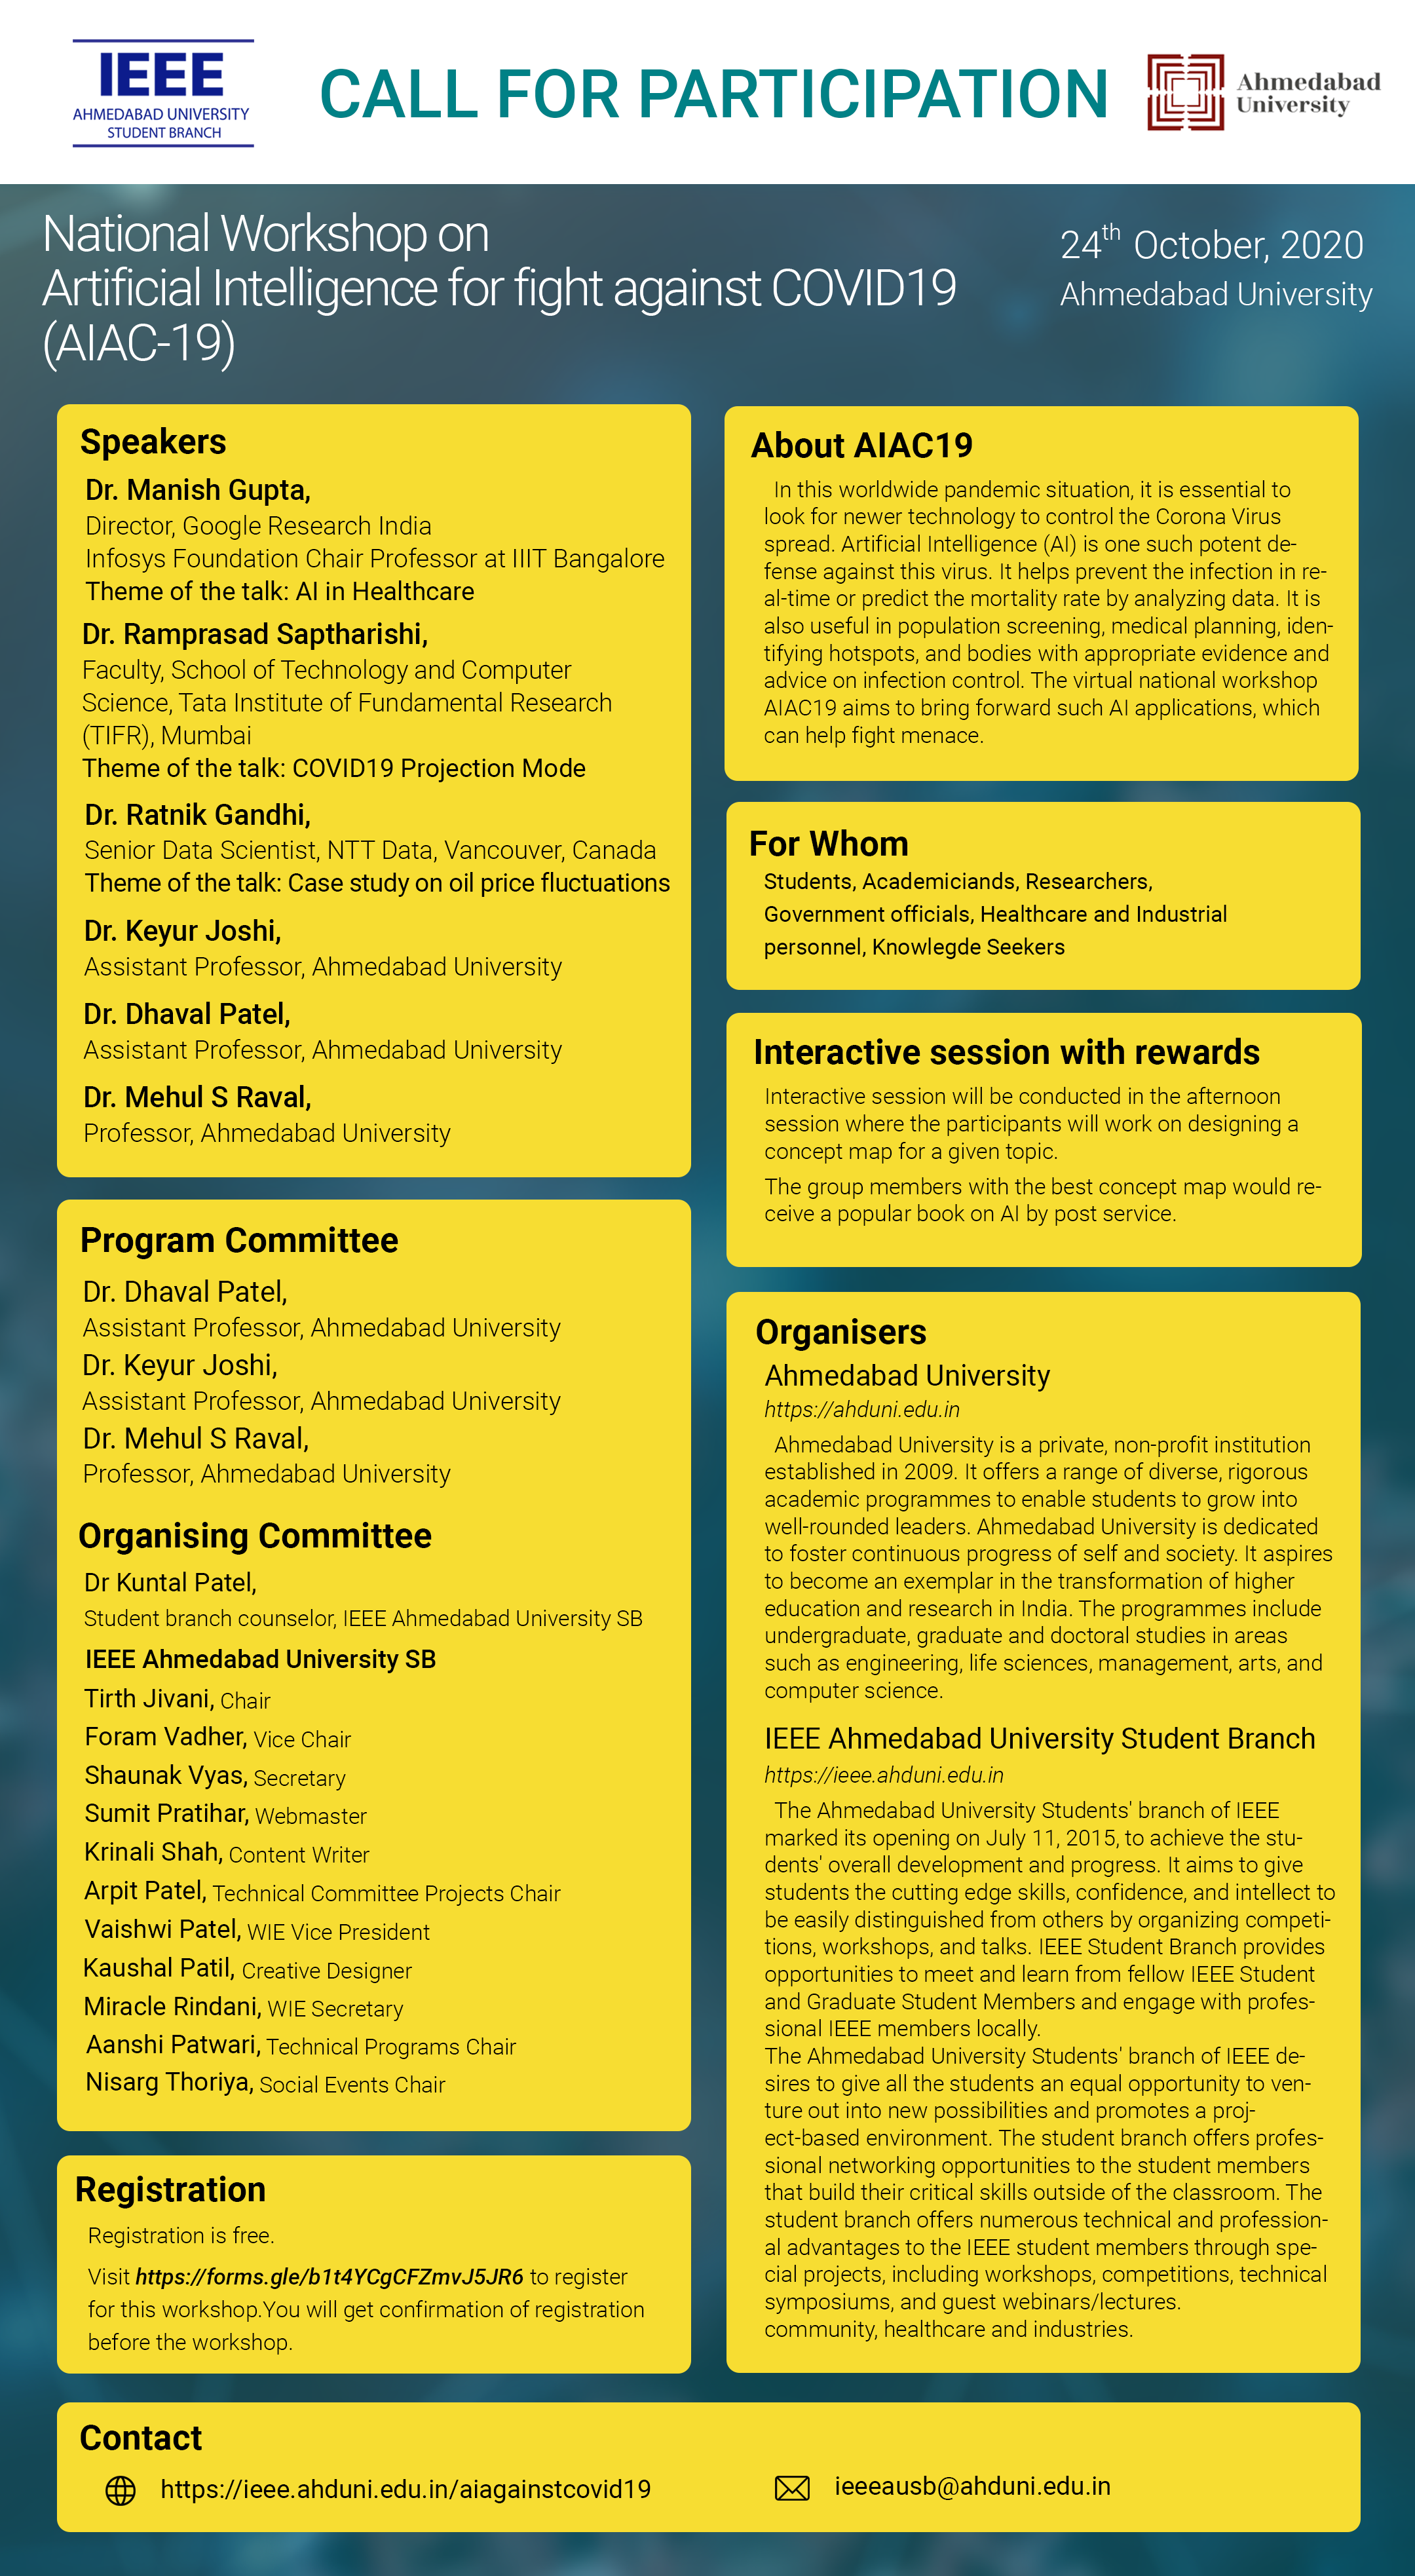 IEEE
AHMEDABAD UNIVERSITY
STUDENT BRANCH
CALL FOR PARTICIPATION
Ahmedabad
University
National Workshop on
Artificial Intelligence for fight against COVID19
(AIAC-19)
24th October, 2020
Ahmedabad University
Speakers
Dr. Manish Gupta,
Director, Google Research India
Infosys Foundation Chair Professor at IIIT Bangalore
Theme of the talk: AI in Healthcare
Dr. Ramprasad Saptharishi,
Faculty, School of Technology and Computer
Science, Tata Institute of Fundamental Research
(TIFR), Mumbai
Theme of the talk: COVID19 Projection Mode
Dr. Ratnik Gandhi,
Senior Data Scientist, NTT Data, Vancouver, Canada
Theme of the talk: Case study on oil price fluctuations
Dr. Keyur Joshi,
Assistant Professor, Ahmedabad University
Dr. Dhaval Patel,
Assistant Professor, Ahmedabad University
Dr. Mehul S Raval,
Professor, Ahmedabad University
Program Committee
Dr. Dhaval Patel,
Assistant Professor, Ahmedabad University
Dr. Keyur Joshi,
Assistant Professor, Ahmedabad University
Dr. Mehul S Raval,
Professor, Ahmedabad University
Organising Committee
Dr Kuntal Patel,
Student branch counselor, IEEE Ahmedabad University SB
IEEE Ahmedabad University SB
Tirth Jivani, Chair
Foram Vadher, Vice Chair
Shaunak Vyas, Secretary
Sumit Pratihar, Webmaster
Krinali Shah, Content Writer
Arpit Patel, Technical Committee Projects Chair
Vaishwi Patel, WIE Vice President
Kaushal Patil, Creative Designer
Miracle Rindani, WIE Secretary
Aanshi Patwari, Technical Programs Chair
Nisarg Thoriya, Social Events Chair
Registration
Registration is free.
Visit https://forms.gle/b1t4YCgCFZmvJ5JR6 to register
for this workshop.You will get confirmation of registration
before the workshop.
About AIAC19
In this worldwide pandemic situation, it is essential to
look for newer technology to control the Corona Virus
spread. Artificial Intelligence (AI) is one such potent de-
fense against this virus. It helps prevent the infection in re-
al-time or predict the mortality rate by analyzing data. It is
also useful in population screening, medical planning, iden-
tifying hotspots, and bodies with appropriate evidence and
advice on infection control. The virtual national workshop
AIAC19 aims to bring forward such AI applications, which
can help fight menace.
For Whom
Students, Academiciands, Researchers,
Government officials, Healthcare and Industrial
personnel, Knowlegde Seekers
Interactive session with rewards
Interactive session will be conducted in the afternoon
session where the participants will work on designing a
concept map for a given topic.
The group members with the best concept map would re-
ceive a popular book on AI by post service.
Organisers
Ahmedabad University
https://ahduni.edu.in
Ahmedabad University is a private, non-profit institution
established in 2009. It offers a range of diverse, rigorous
academic programmes to enable students to grow into
well-rounded leaders. Ahmedabad University is dedicated
to foster continuous progress of self and society. It aspires
to become an exemplar in the transformation of higher
education and research in India. The programmes include
undergraduate, graduate and doctoral studies in areas
such as engineering, life sciences, management, arts, and
computer science.
IEEE Ahmedabad University Student Branch
https://ieee.ahduni.edu.in
The Ahmedabad University Students' branch of IEEE
marked its opening on July 11, 2015, to achieve the stu-
dents' overall development and progress. It aims to give
students the cutting edge skills, confidence, and intellect to
be easily distinguished from others by organizing competi-
tions, workshops, and talks. IEEE Student Branch provides
opportunities to meet and learn from fellow IEEE Student
and Graduate Student Members and engage with profes-
sional IEEE members locally.
The Ahmedabad University Students' branch of IEEE de-
sires to give all the students an equal opportunity to ven-
ture out into new possibilities and promotes a proj-
ect-based environment. The student branch offers profes-
sional networking opportunities to the student members
that build their critical skills outside of the classroom. The
student branch offers numerous technical and profession-
al advantages to the IEEE student members through spe-
cial projects, including workshops, competitions, technical
symposiums, and guest webinars/lectures.
community, healthcare and industries.
Contact
https://ieee.ahduni.edu.in/aiagainstcovid19
ieeeausb@ahduni.edu.in